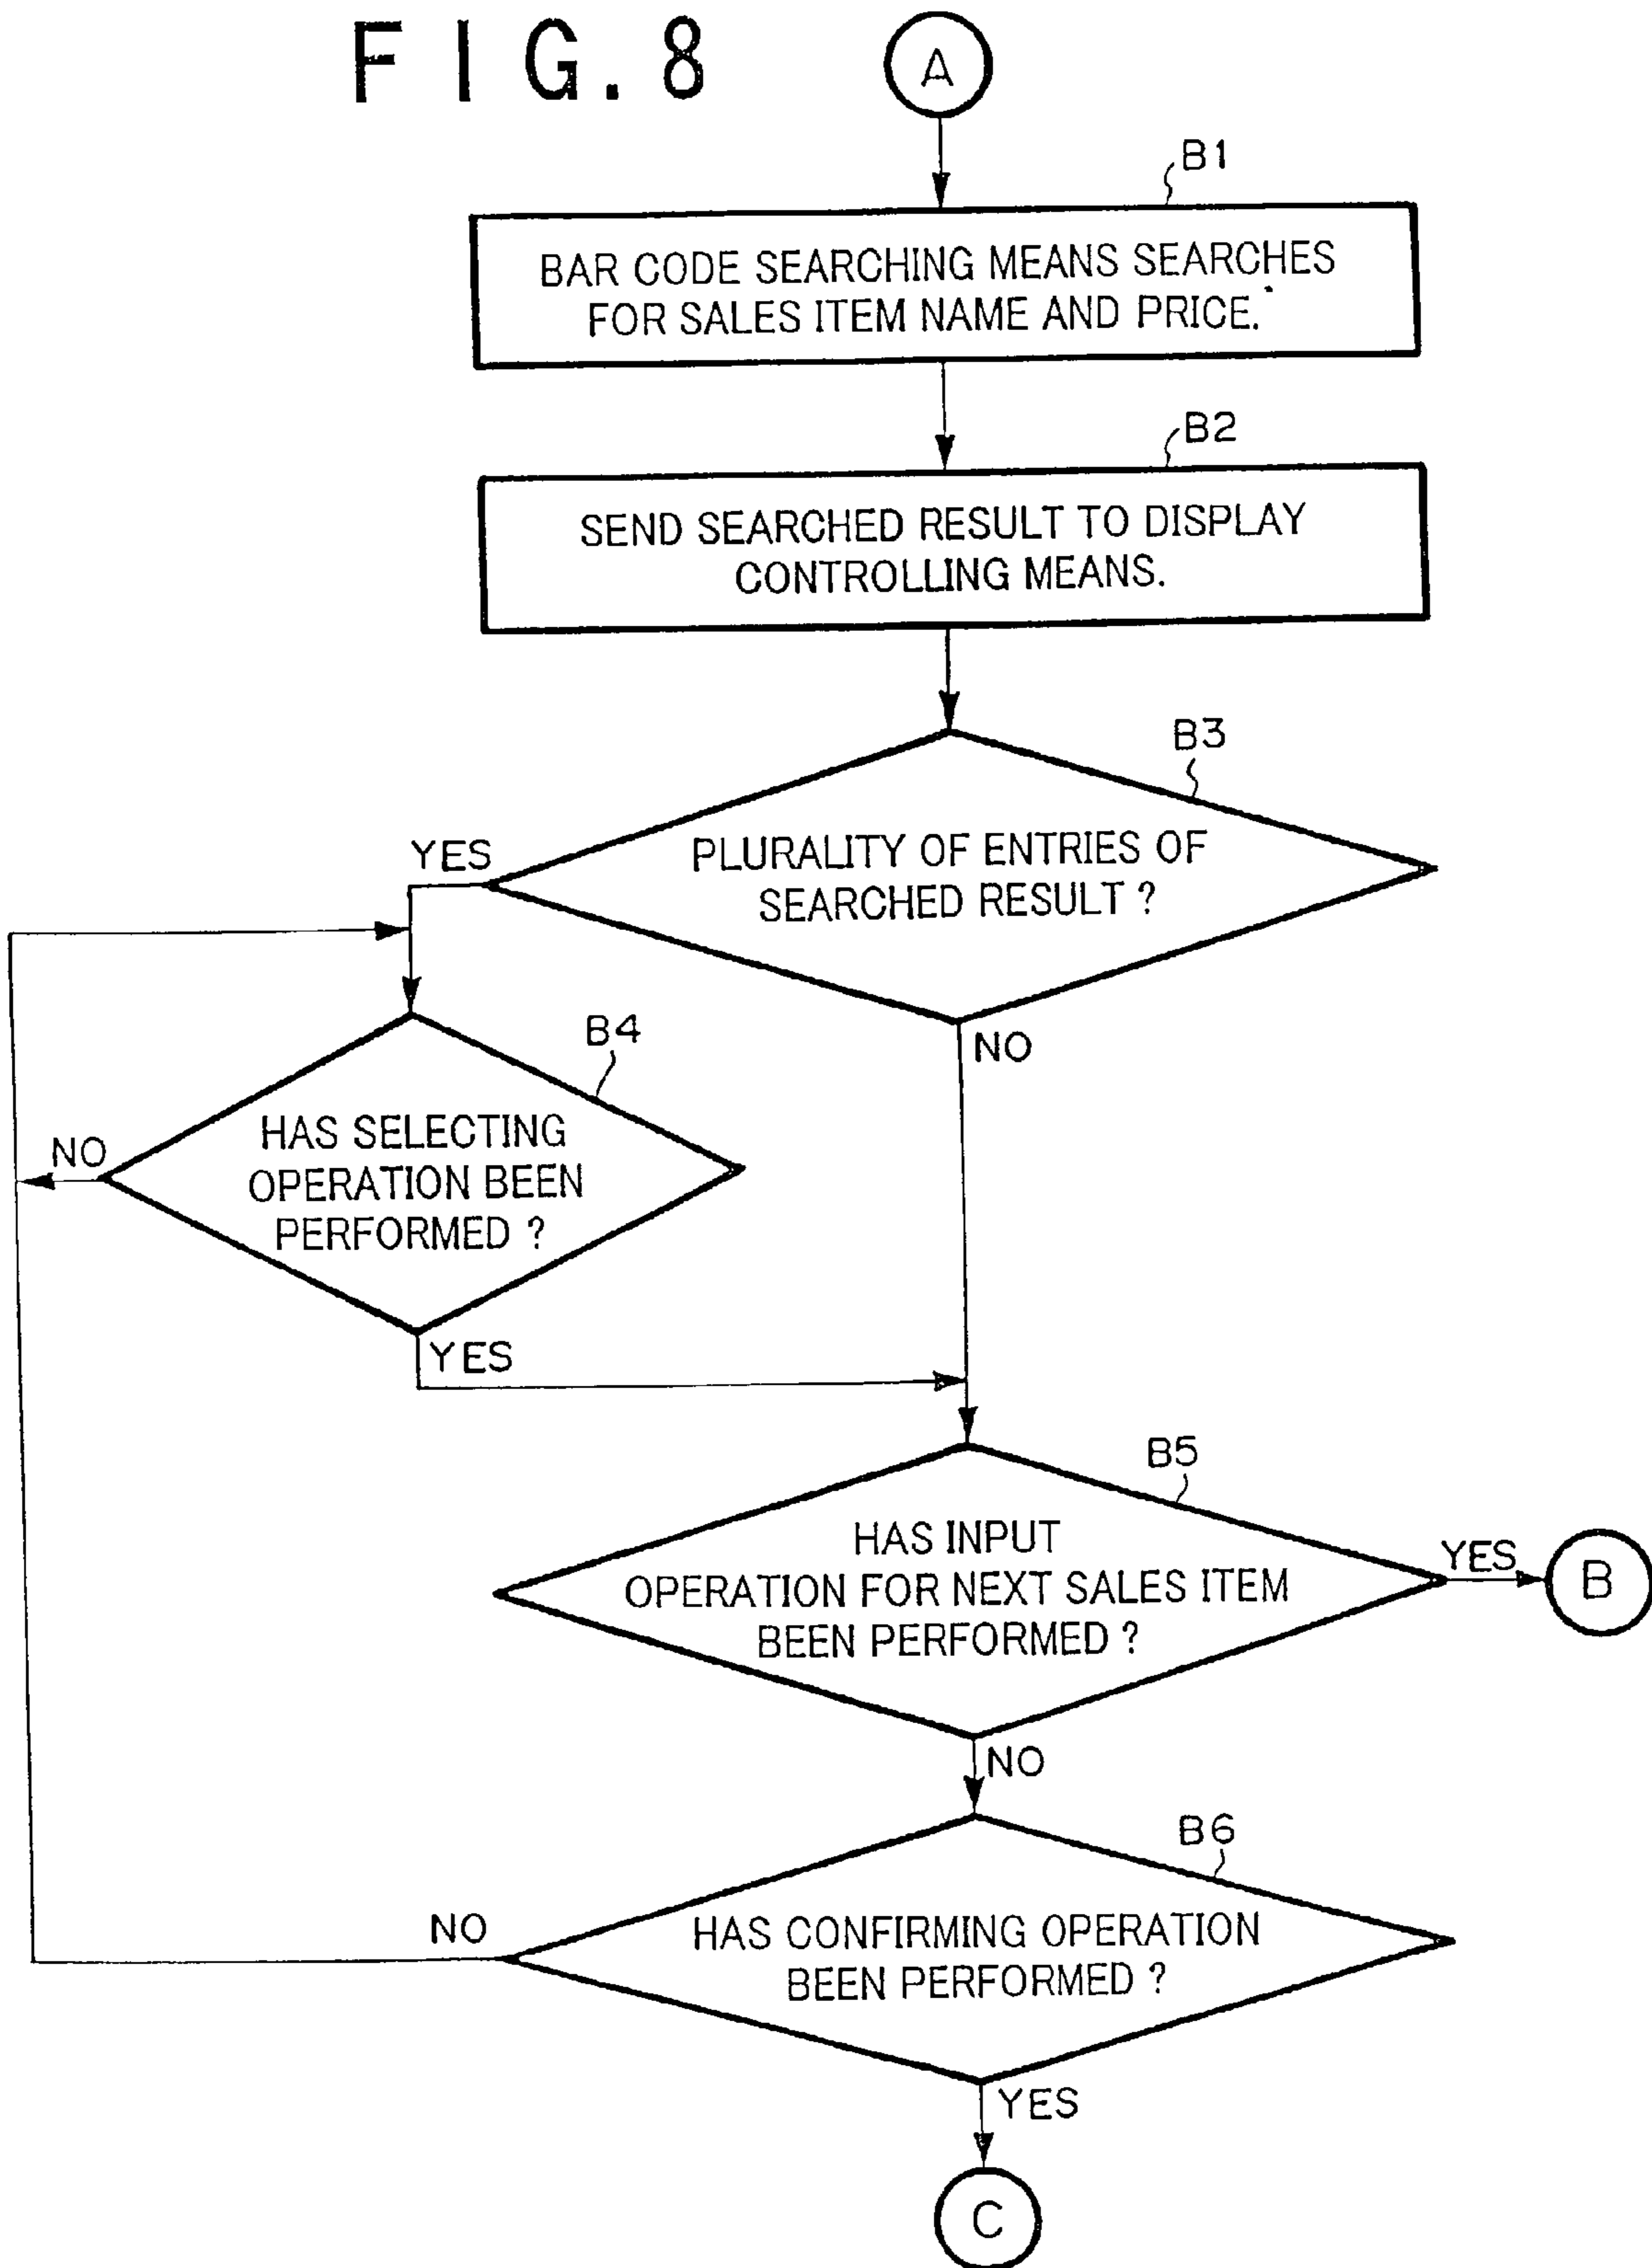 FIG. 8
A
B1
BAR CODE SEARCHING MEANS SEARCHES
FOR SALES ITEM NAME AND PRICE.
B2
SEND SEARCHED RESULT TO DISPLAY
CONTROLLING MEANS.
B3
YES
PLURALITY OF ENTRIES OF
SEARCHED RESULT ?
NO
B4
NO
HAS SELECTING
OPERATION BEEN
PERFORMED ?
YES
B5
HAS INPUT
OPERATION FOR NEXT SALES ITEM
BEEN PERFORMED ?
YES
B
NO
B6
NO
HAS CONFIRMING OPERATION
BEEN PERFORMED ?
YES
C